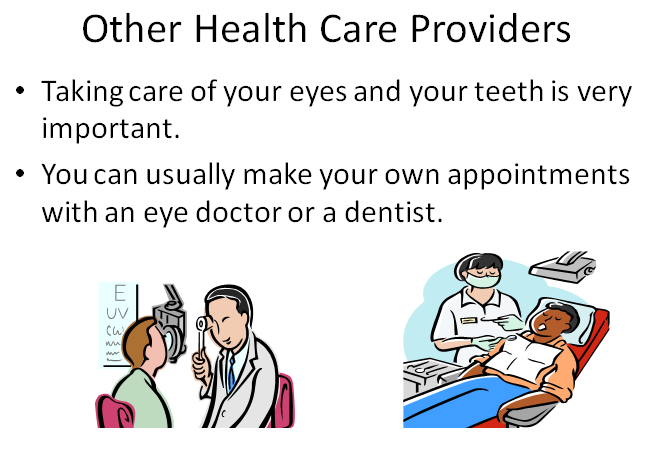 Other Health Care Providers
• Taking care of your eyes and your teeth is very
important.
• You can usually make your own appointments
with an eye doctor or a dentist.
E
UV